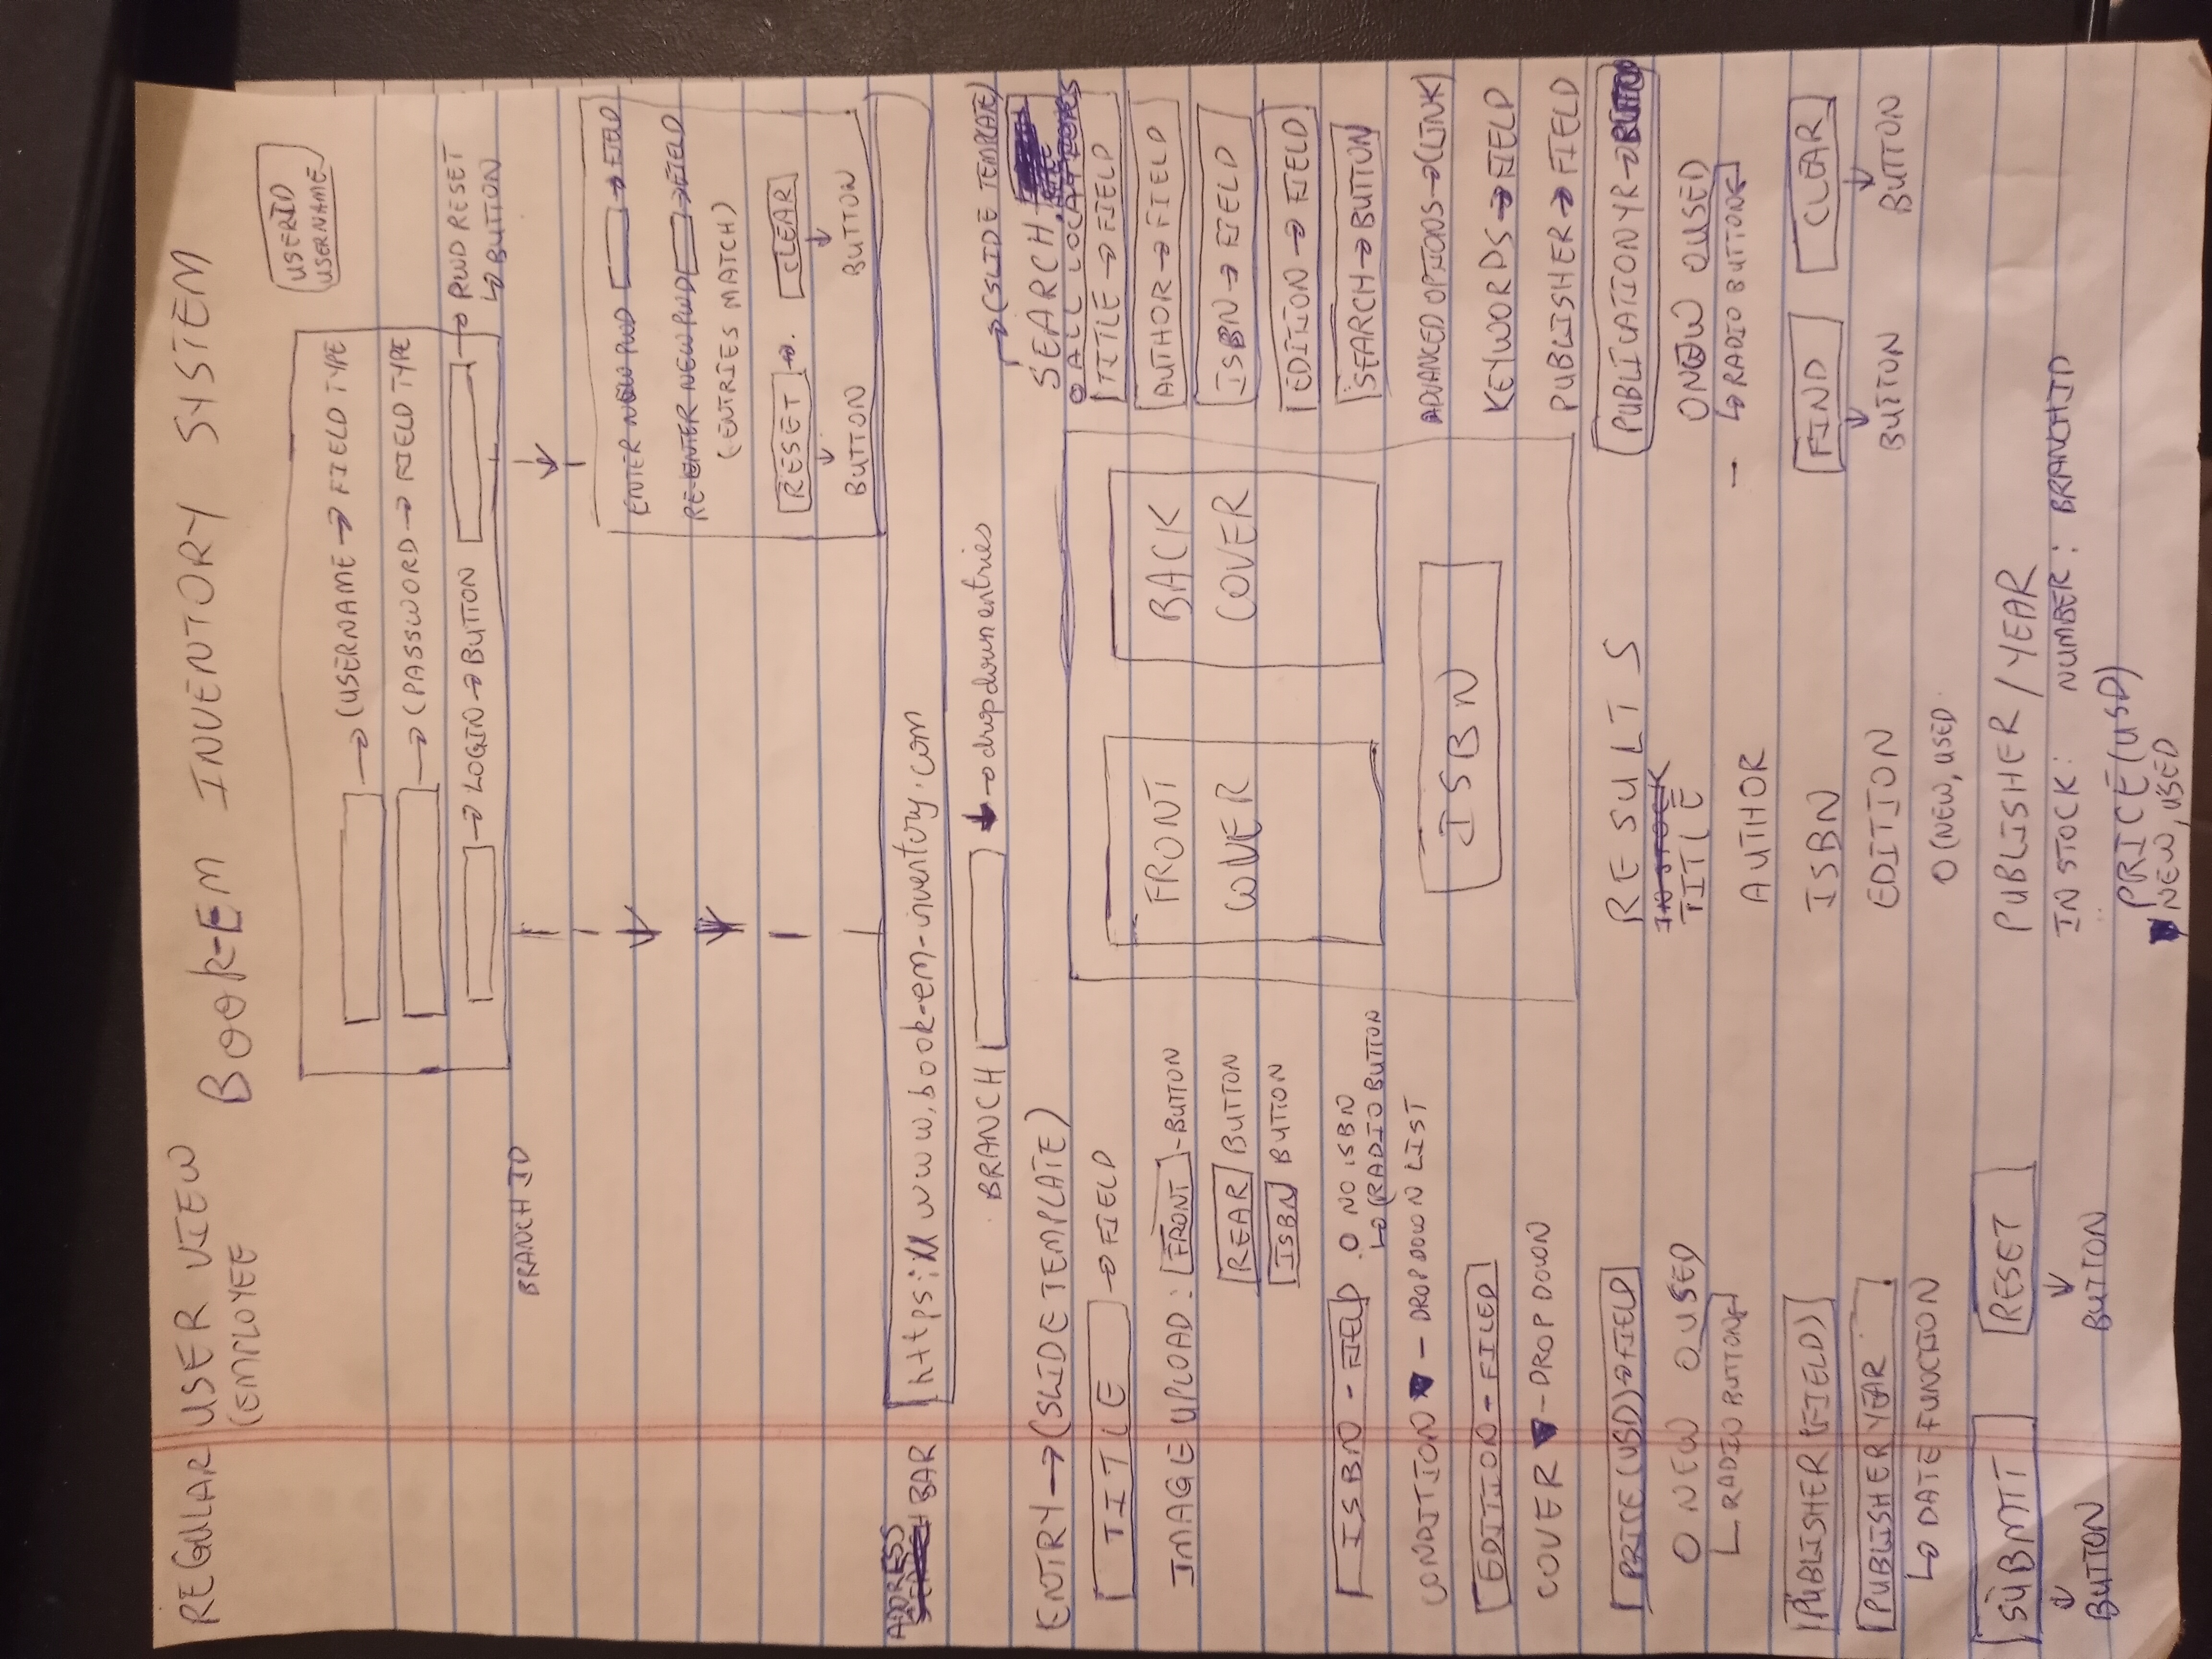 REGULAR USER VIEW
(EMPLOYEE
BOOK-EM INVENTORY SYSTEM
USERID
USERNAME
→ (USERNAME → FIELD TYPE
→ (PASSWORD → FIELD TYPE
→ LOGIN → BUTTON → PWD RESET
↳ BUTTON
BRANCH ID
ENTER NEW PWD → FIELD
RE-ENTER NEW PWD → FIELD
(ENTRIES MATCH)
RESET → . CLEAR
BUTTON BUTTON
ADDRESS
SEARCH BAR
https://www.book-em-inventory.com
BRANCH → dropdown entries
ENTRY → (SLIDE TEMPLATE)
TITLE → FIELD
IMAGE UPLOAD: FRONT - BUTTON
REAR BUTTON
ISBN BUTTON
ISBN - FIELD O NO ISBN
↳ (RADIO BUTTON
CONDITION ▼ - DROPDOWN LIST
EDITION - FILED
COVER ▼ - DROP DOWN
PRICE (USD) → FIELD
O NEW O USED
RADIO BUTTONS
PUBLISHER (FIELD)
PUBLISHER YEAR
↳ DATE FUNCTION
SUBMIT RESET
BUTTON BUTTON
FRONT
COVER
BACK
COVER
ISBN
RESULTS
IN STOCK
TITLE
AUTHOR
ISBN
EDITION
O (NEW, USED
PUBLISHER / YEAR
IN STOCK: NUMBER: BRANCH ID
PRICE (USD)
▼ NEW, USED
→ (SLIDE TEMPLATE)
SEARCH
O ALL LOCATIONS
TITLE → FIELD
AUTHOR → FIELD
ISBN → FIELD
EDITION → FIELD
SEARCH → BUTTON
ADVANCED OPTIONS → (LINK)
KEYWORDS → FIELD
PUBLISHER → FIELD
PUBLICATION YR →
O NEW O USED
↳ RADIO BUTTONS
FIND CLEAR
BUTTON BUTTON